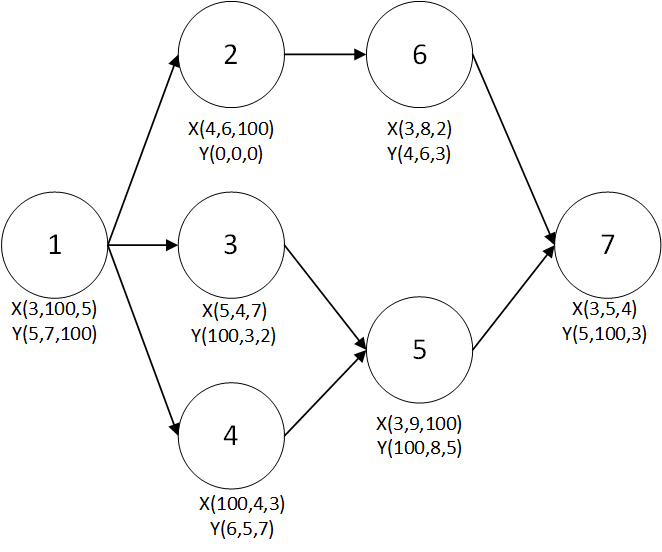 2
X(4,6,100)
Y(0,0,0)
6
X(3,8,2)
Y(4,6,3)
1
X(3,100,5)
Y(5,7,100)
3
X(5,4,7)
Y(100,3,2)
7
X(3,5,4)
Y(5,100,3)
5
X(3,9,100)
Y(100,8,5)
4
X(100,4,3)
Y(6,5,7)